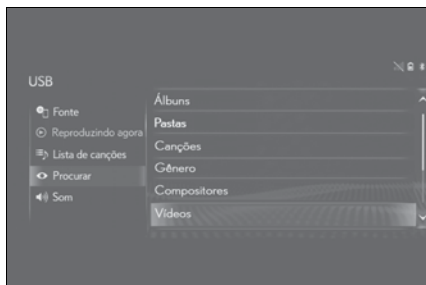 USB
Fonte
Reproduzindo agora
Lista de canções
Procurar
Som
Álbuns
Pastas
Canções
Gênero
Compositores
Vídeos